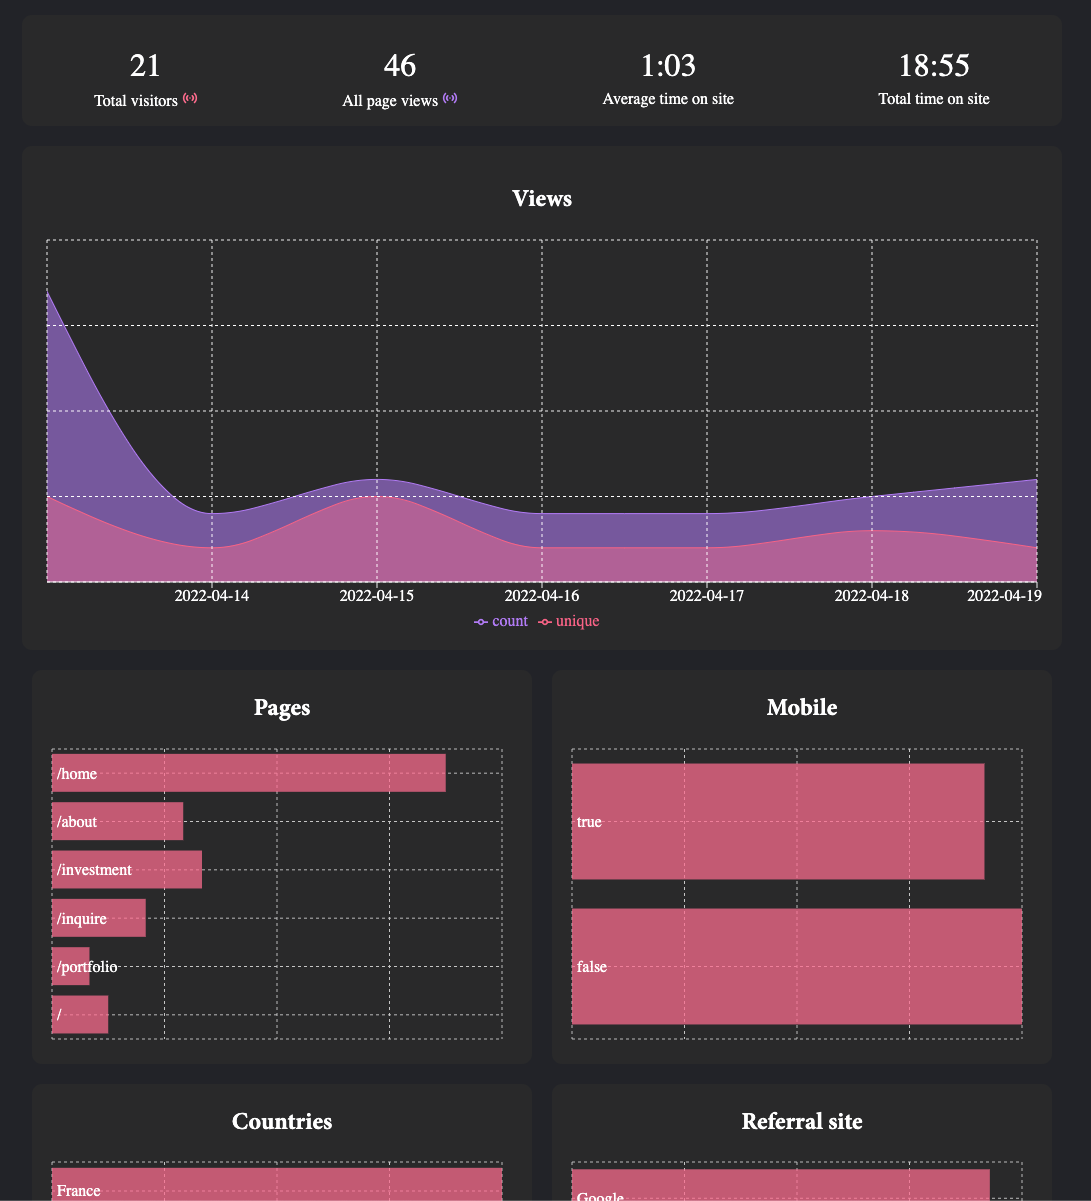 21 46 1:03 18:55
Total visitors All page views Average time on site Total time on site
Views
2022-04-14 2022-04-15 2022-04-16 2022-04-17 2022-04-18 2022-04-19
count unique
Pages
/home
/about
/investment
/inquire
/portfolio
/
Mobile
true
false
Countries
France
Referral site
Google